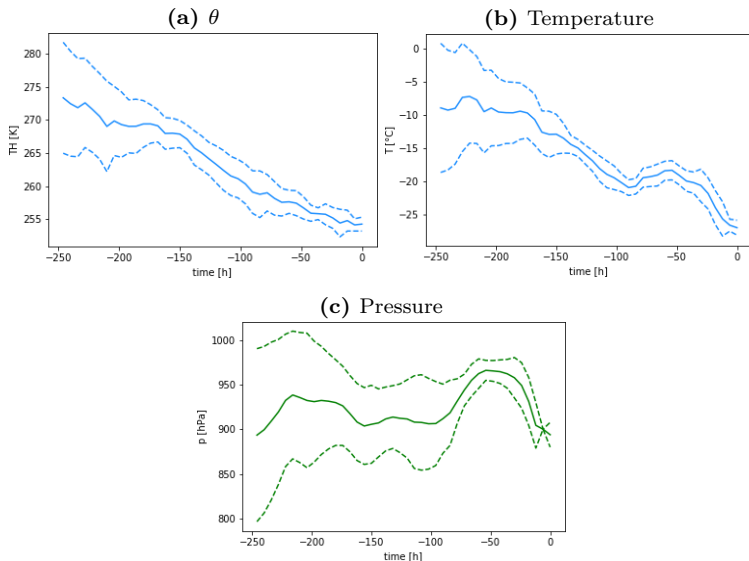 (a) θ
TH [K]
280
275
270
265
260
255
−250 −200 −150 −100 −50 0
time [h]
(b) Temperature
T [°C]
0
−5
−10
−15
−20
−25
−250 −200 −150 −100 −50 0
time [h]
(c) Pressure
p [hPa]
1000
950
900
850
800
−250 −200 −150 −100 −50 0
time [h]